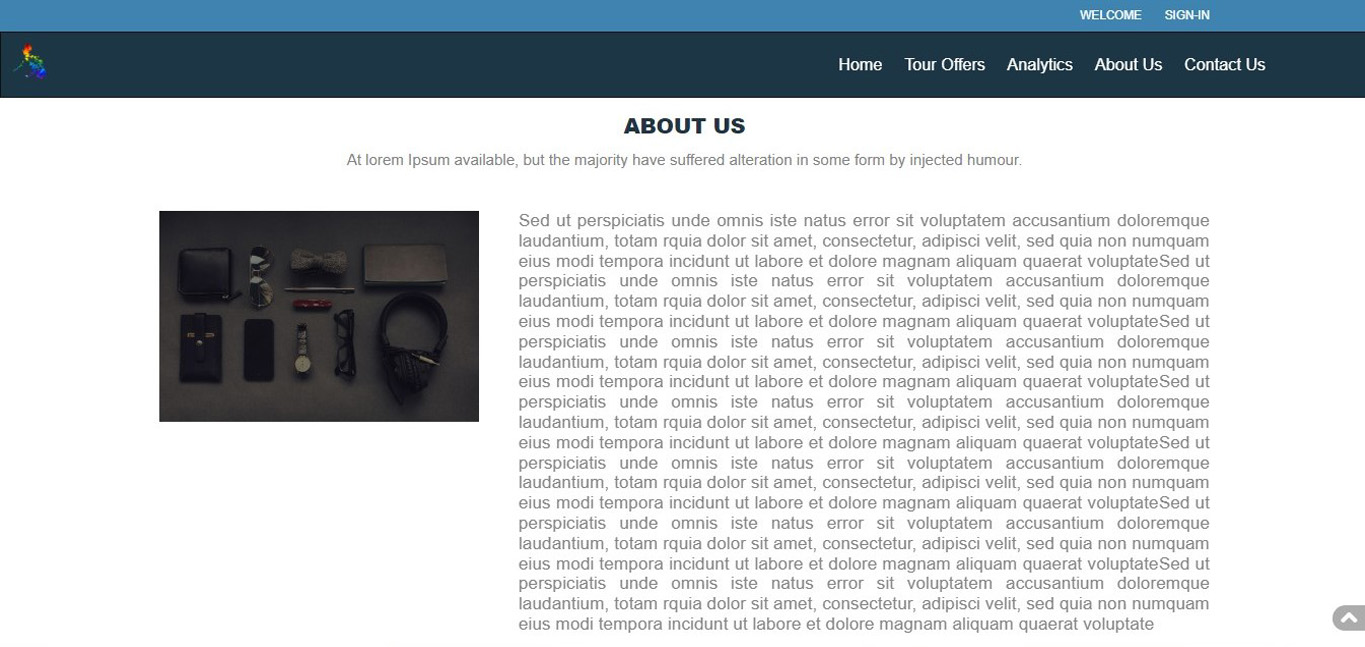 WELCOME SIGN-IN
Home Tour Offers Analytics About Us Contact Us
ABOUT US
At lorem Ipsum available, but the majority have suffered alteration in some form by injected humour.
Sed ut perspiciatis unde omnis iste natus error sit voluptatem accusantium doloremque
laudantium, totam rquia dolor sit amet, consectetur, adipisci velit, sed quia non numquam
eius modi tempora incidunt ut labore et dolore magnam aliquam quaerat voluptateSed ut
perspiciatis unde omnis iste natus error sit voluptatem accusantium doloremque
laudantium, totam rquia dolor sit amet, consectetur, adipisci velit, sed quia non numquam
eius modi tempora incidunt ut labore et dolore magnam aliquam quaerat voluptateSed ut
perspiciatis unde omnis iste natus error sit voluptatem accusantium doloremque
laudantium, totam rquia dolor sit amet, consectetur, adipisci velit, sed quia non numquam
eius modi tempora incidunt ut labore et dolore magnam aliquam quaerat voluptateSed ut
perspiciatis unde omnis iste natus error sit voluptatem accusantium doloremque
laudantium, totam rquia dolor sit amet, consectetur, adipisci velit, sed quia non numquam
eius modi tempora incidunt ut labore et dolore magnam aliquam quaerat voluptateSed ut
perspiciatis unde omnis iste natus error sit voluptatem accusantium doloremque
laudantium, totam rquia dolor sit amet, consectetur, adipisci velit, sed quia non numquam
eius modi tempora incidunt ut labore et dolore magnam aliquam quaerat voluptateSed ut
perspiciatis unde omnis iste natus error sit voluptatem accusantium doloremque
laudantium, totam rquia dolor sit amet, consectetur, adipisci velit, sed quia non numquam
eius modi tempora incidunt ut labore et dolore magnam aliquam quaerat voluptateSed ut
perspiciatis unde omnis iste natus error sit voluptatem accusantium doloremque
laudantium, totam rquia dolor sit amet, consectetur, adipisci velit, sed quia non numquam
eius modi tempora incidunt ut labore et dolore magnam aliquam quaerat voluptate